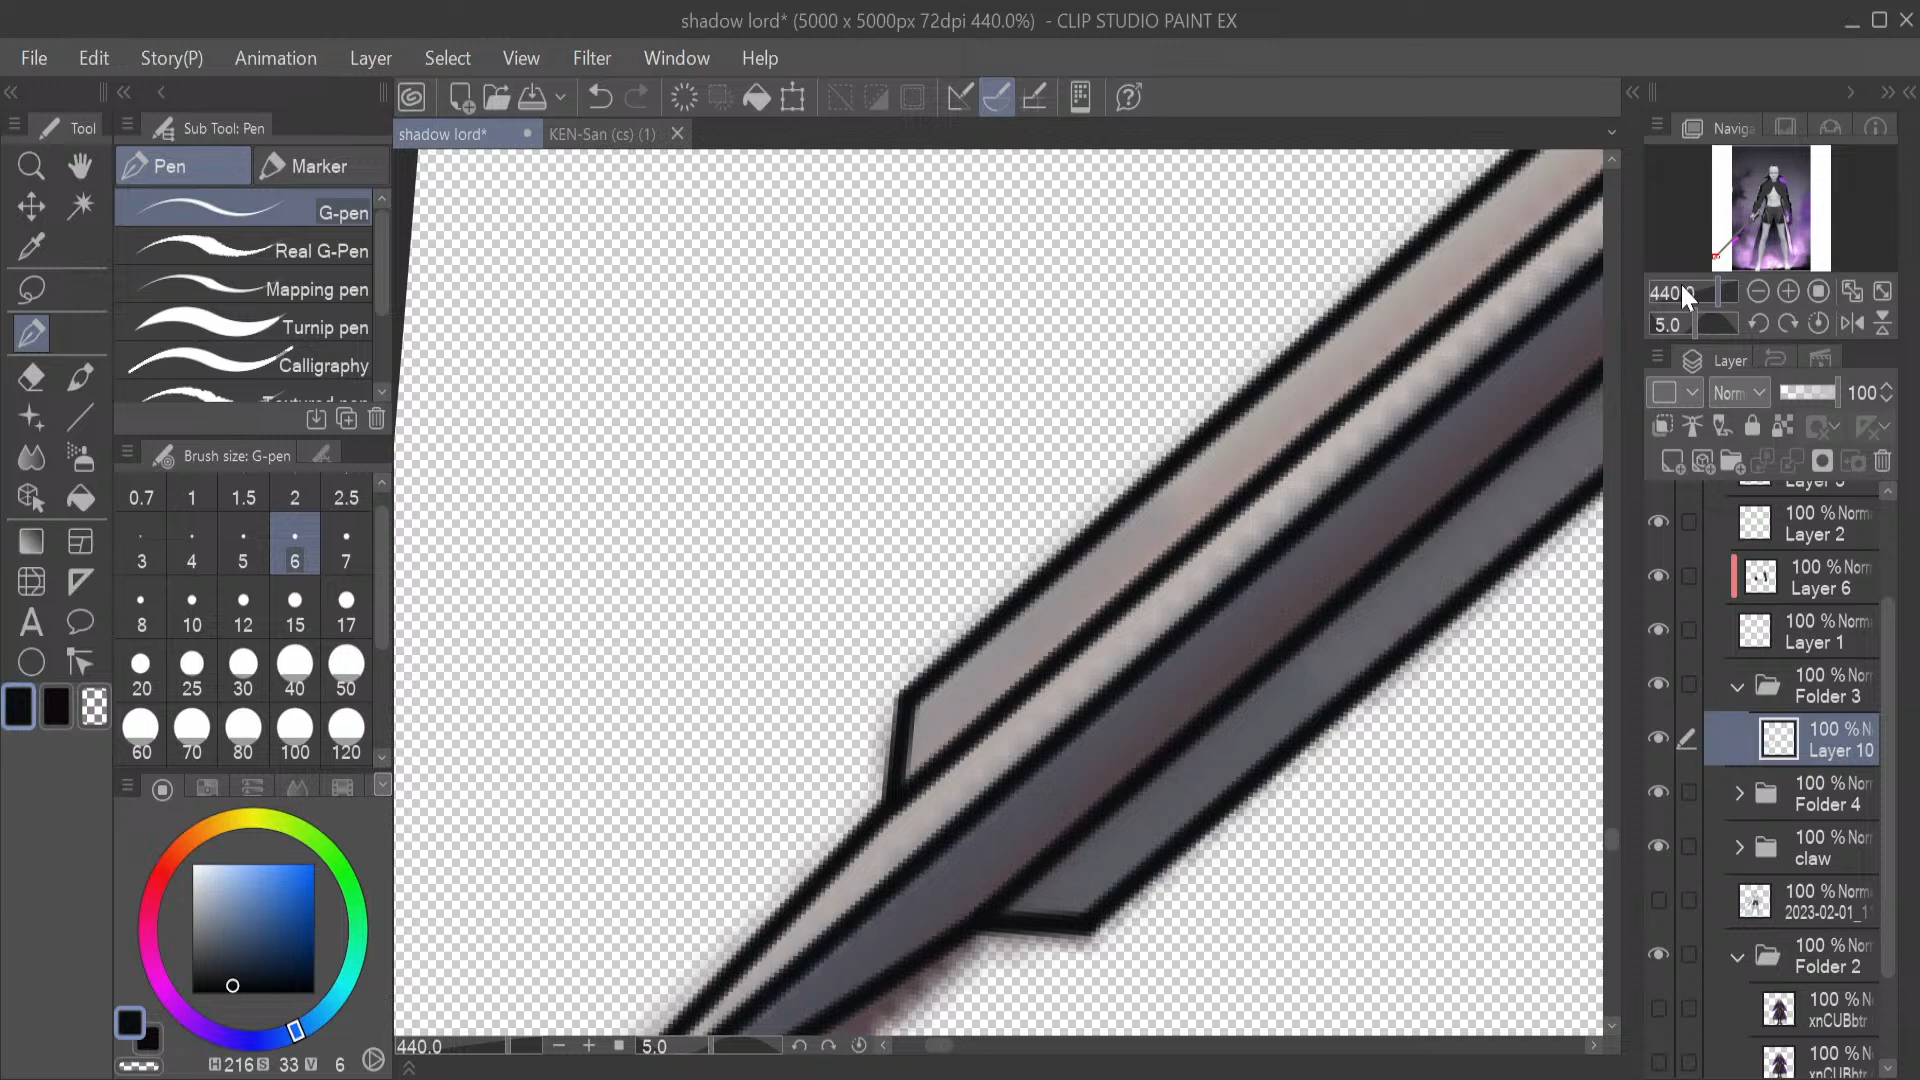 shadow lord* (5000 x 5000px 72dpi 440.0%) - CLIP STUDIO PAINT EX
File Edit Story(P) Animation Layer Select View Filter Window Help
Tool
Sub Tool: Pen
shadow lord*
KEN-San (cs) (1)
Naviga
Pen
Marker
G-pen
Real G-Pen
Mapping pen
Turnip pen
Calligraphy
Textured pen
Brush size: G-pen
0.7 1 1.5 2 2.5
3 4 5 6 7
8 10 12 15 17
20 25 30 40 50
60 70 80 100 120
H 216 S 33 V 6
440.0
5.0
440.0
5.0
Layer
Norm
100
100 % Norm
Layer 2
100 % Norm
Layer 6
100 % Norm
Layer 1
100 % Nor
Folder 3
100 % N
Layer 10
100 % Nor
Folder 4
100 % Nor
claw
100 % Norm
2023-02-01_1
100 % Nor
Folder 2
100 % N
xnCUBbtr
100 % N
xnCUBbtr